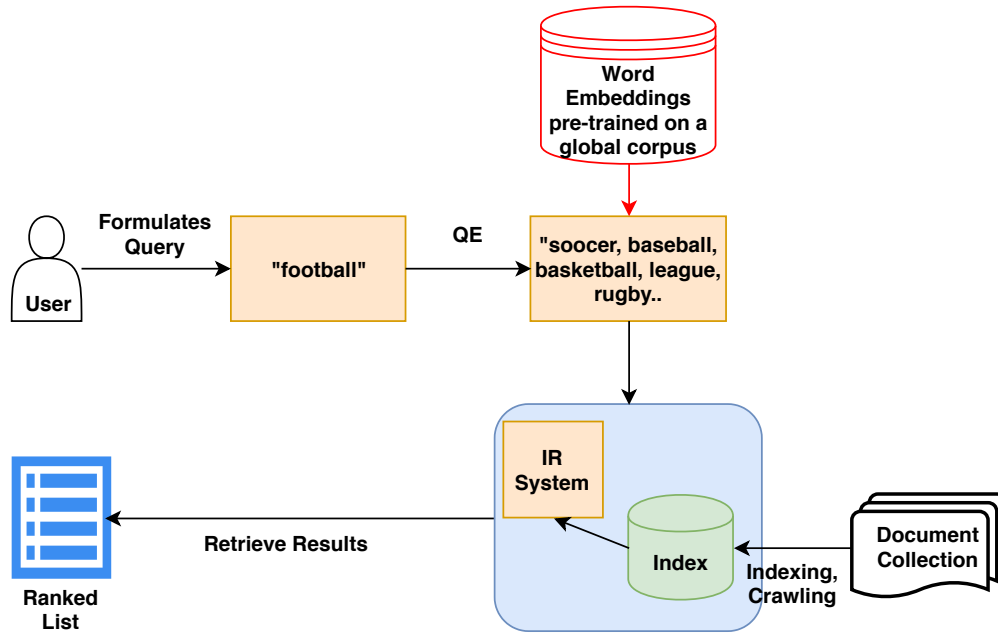 Word
Embeddings
pre-trained on a
global corpus
Formulates
Query
User
"football"
QE
"soocer, baseball,
basketball, league,
rugby..
IR
System
Index
Document
Collection
Indexing,
Crawling
Retrieve Results
Ranked
List